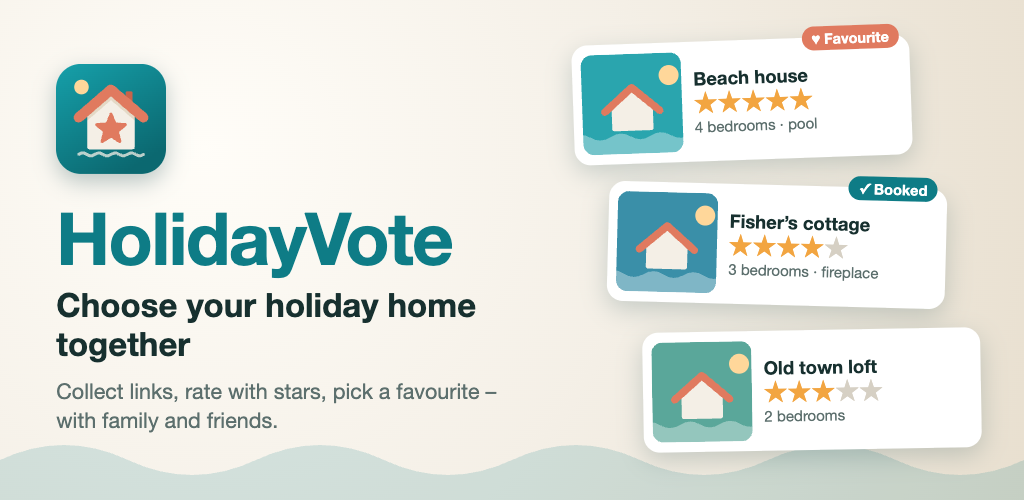 HolidayVote
Choose your holiday home
together
Collect links, rate with stars, pick a favourite –
with family and friends.
♥ Favourite
Beach house
★★★★★
4 bedrooms · pool
✓ Booked
Fisher’s cottage
★★★★★
3 bedrooms · fireplace
Old town loft
★★★★★
2 bedrooms